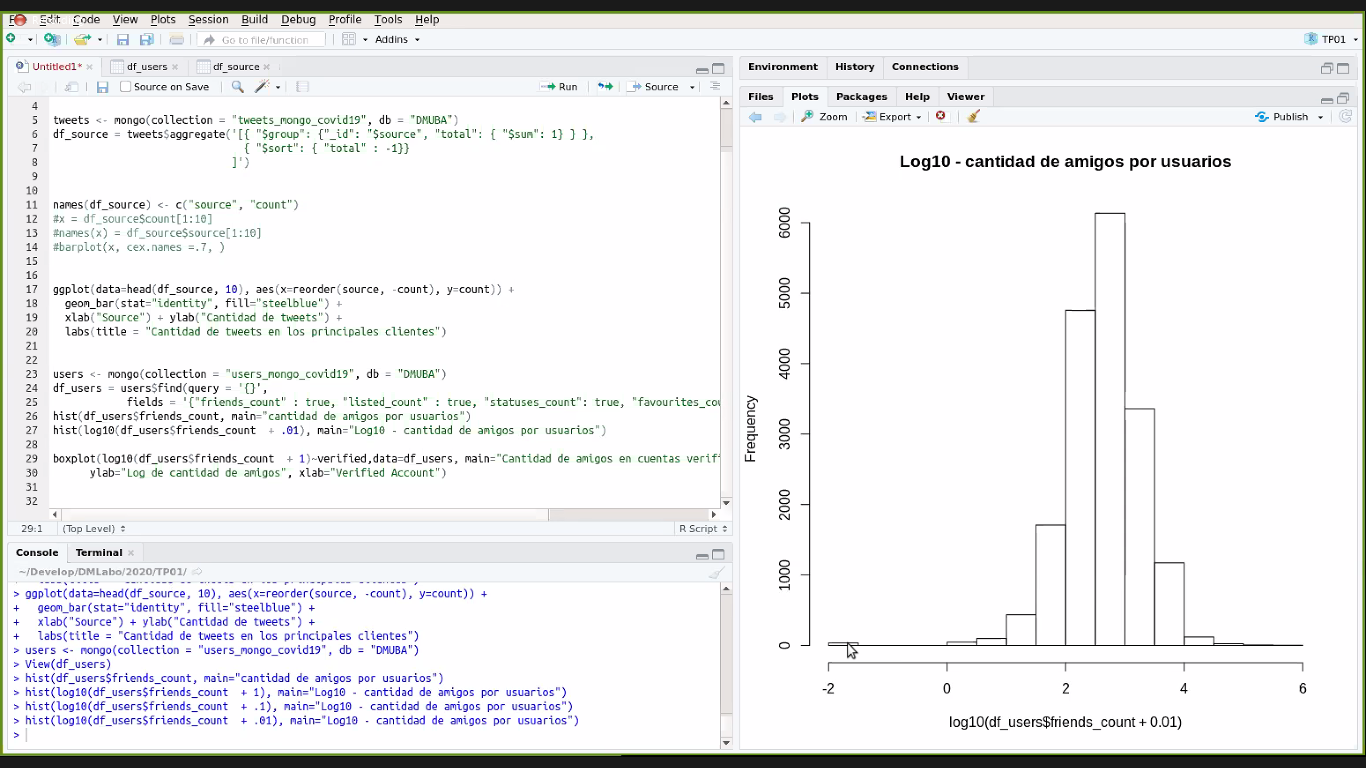 Edit Code View Plots Session Build Debug Profile Tools Help
Go to file/function Addins TP01
Untitled1* df_users df_source
Source on Save Run Source
4
5 tweets <- mongo(collection = "tweets_mongo_covid19", db = "DMUBA")
6 df_source = tweets$aggregate('[{ "$group": {"_id": "$source", "total": { "$sum": 1} } },
7 { "$sort": { "total" : -1}}
8 ]')
9
10
11 names(df_source) <- c("source", "count")
12 #x = df_source$count[1:10]
13 #names(x) = df_source$source[1:10]
14 #barplot(x, cex.names =.7, )
15
16
17 ggplot(data=head(df_source, 10), aes(x=reorder(source, -count), y=count)) +
18 geom_bar(stat="identity", fill="steelblue") +
19 xlab("Source") + ylab("Cantidad de tweets") +
20 labs(title = "Cantidad de tweets en los principales clientes")
21
22
23 users <- mongo(collection = "users_mongo_covid19", db = "DMUBA")
24 df_users = users$find(query = '{}',
25 fields = '{"friends_count" : true, "listed_count" : true, "statuses_count": true, "favourites_cou
26 hist(df_users$friends_count, main="cantidad de amigos por usuarios")
27 hist(log10(df_users$friends_count + .01), main="Log10 - cantidad de amigos por usuarios")
28
29 boxplot(log10(df_users$friends_count + 1)~verified,data=df_users, main="Cantidad de amigos en cuentas verif
30 ylab="Log de cantidad de amigos", xlab="Verified Account")
31
32
29:1 (Top Level) R Script
Console Terminal
~/Develop/DMLabo/2020/TP01/
> ggplot(data=head(df_source, 10), aes(x=reorder(source, -count), y=count)) +
+ geom_bar(stat="identity", fill="steelblue") +
+ xlab("Source") + ylab("Cantidad de tweets") +
+ labs(title = "Cantidad de tweets en los principales clientes")
> users <- mongo(collection = "users_mongo_covid19", db = "DMUBA")
> View(df_users)
> hist(df_users$friends_count, main="cantidad de amigos por usuarios")
> hist(log10(df_users$friends_count + 1), main="Log10 - cantidad de amigos por usuarios")
> hist(log10(df_users$friends_count + .1), main="Log10 - cantidad de amigos por usuarios")
> hist(log10(df_users$friends_count + .01), main="Log10 - cantidad de amigos por usuarios")
>
Environment History Connections
Files Plots Packages Help Viewer
Zoom Export Publish
Log10 - cantidad de amigos por usuarios
6000
5000
4000
3000
2000
1000
0
Frequency
-2 0 2 4 6
log10(df_users$friends_count + 0.01)